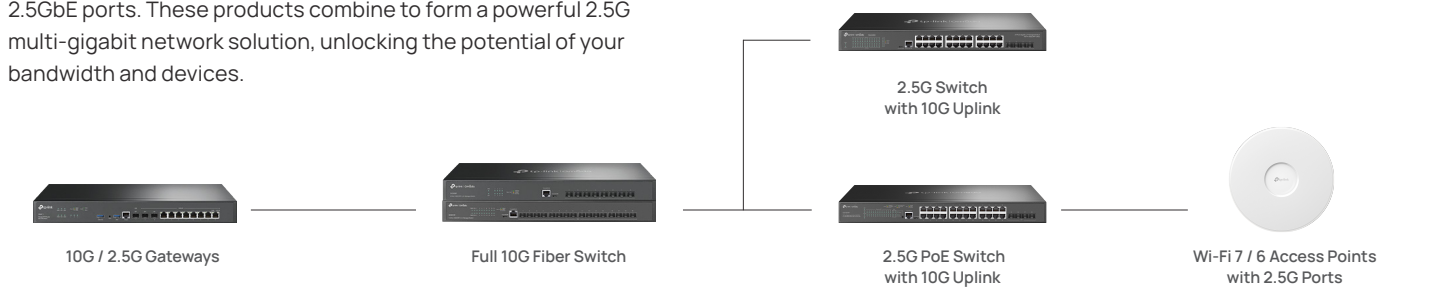 2.5GbE ports. These products combine to form a powerful 2.5G
multi-gigabit network solution, unlocking the potential of your
bandwidth and devices.
2.5G Switch
with 10G Uplink
10G / 2.5G Gateways
Full 10G Fiber Switch
2.5G PoE Switch
with 10G Uplink
Wi-Fi 7 / 6 Access Points
with 2.5G Ports